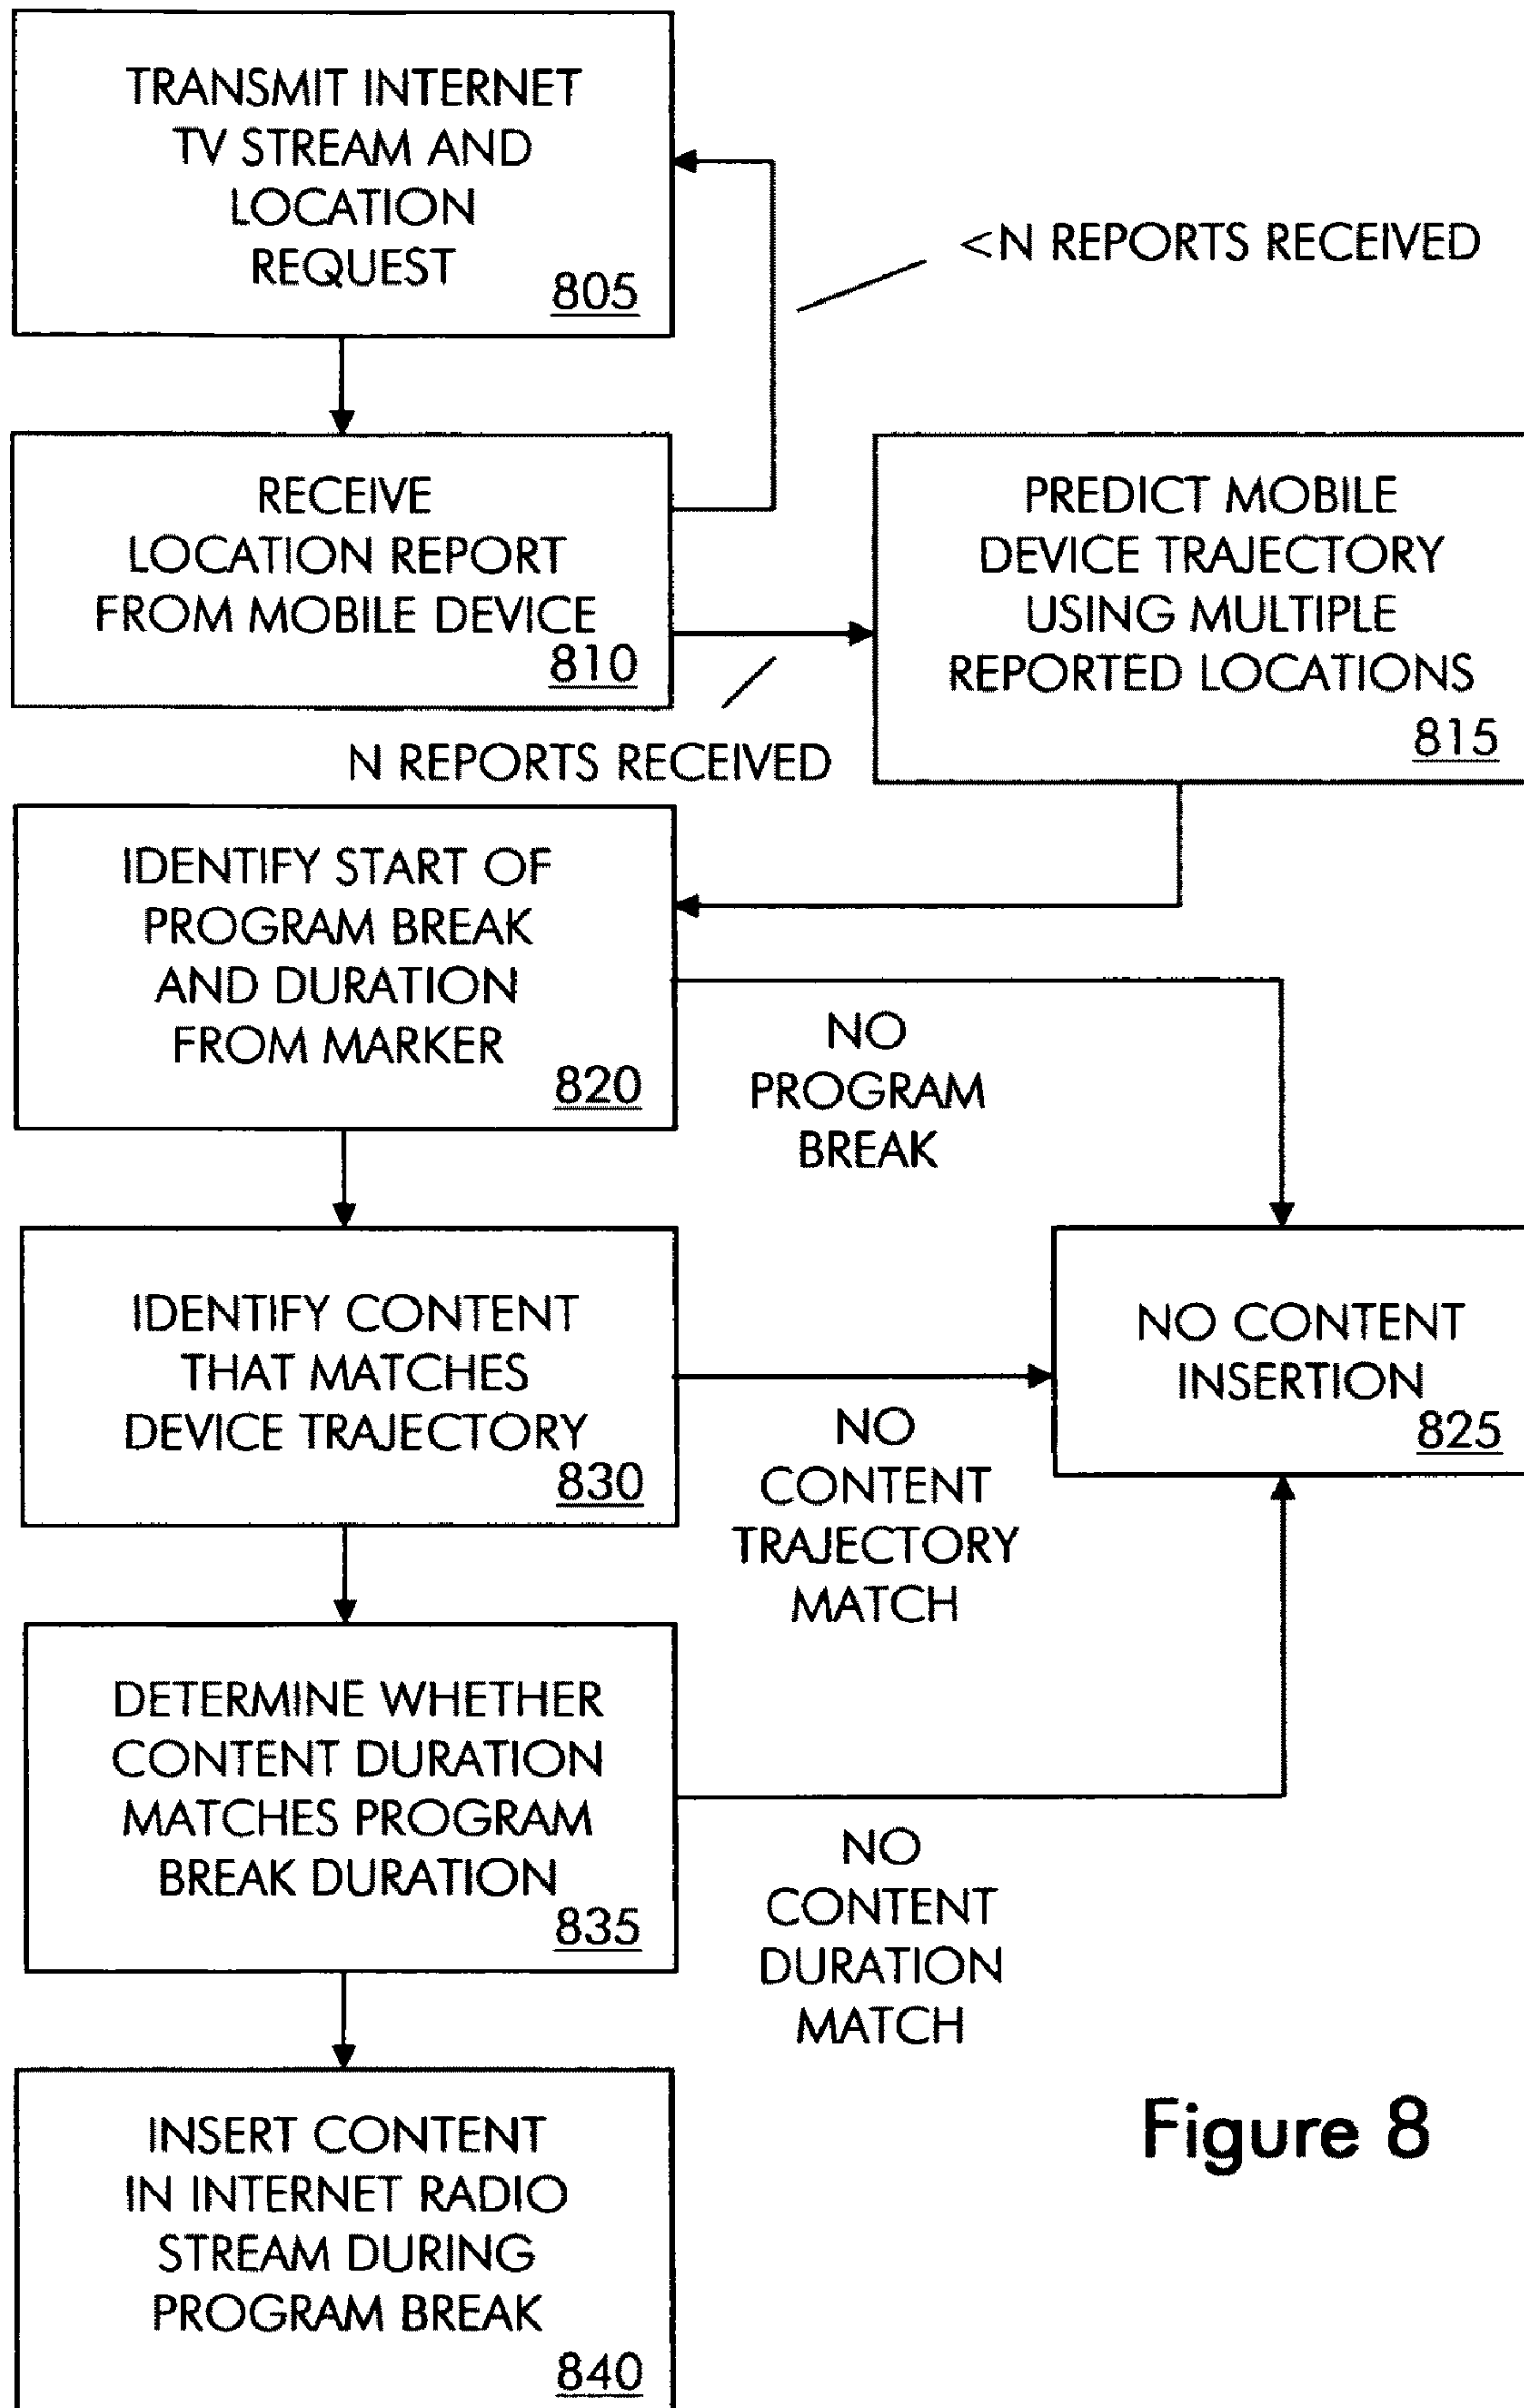 TRANSMIT INTERNET
TV STREAM AND
LOCATION
REQUEST
805
<N REPORTS RECEIVED
RECEIVE
LOCATION REPORT
FROM MOBILE DEVICE
810
N REPORTS RECEIVED
PREDICT MOBILE
DEVICE TRAJECTORY
USING MULTIPLE
REPORTED LOCATIONS
815
IDENTIFY START OF
PROGRAM BREAK
AND DURATION
FROM MARKER
820
NO
PROGRAM
BREAK
IDENTIFY CONTENT
THAT MATCHES
DEVICE TRAJECTORY
830
NO
CONTENT
TRAJECTORY
MATCH
NO CONTENT
INSERTION
825
DETERMINE WHETHER
CONTENT DURATION
MATCHES PROGRAM
BREAK DURATION
835
NO
CONTENT
DURATION
MATCH
INSERT CONTENT
IN INTERNET RADIO
STREAM DURING
PROGRAM BREAK
840
Figure 8